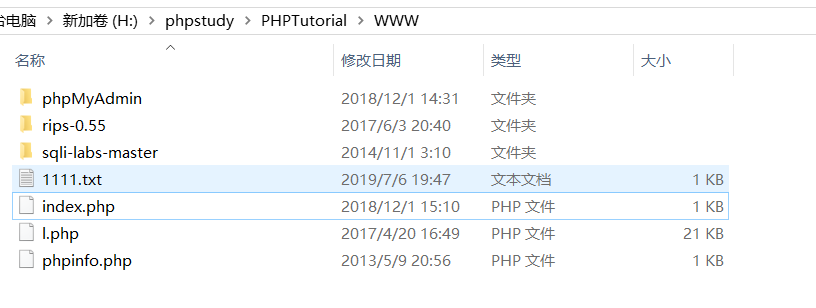 台电脑 > 新加卷 (H:) > phpstudy > PHPTutorial > WWW
名称 修改日期 类型 大小
phpMyAdmin 2018/12/1 14:31 文件夹
rips-0.55 2017/6/3 20:40 文件夹
sqli-labs-master 2014/11/1 3:10 文件夹
1111.txt 2019/7/6 19:47 文本文档 1 KB
index.php 2018/12/1 15:10 PHP 文件 1 KB
l.php 2017/4/20 16:49 PHP 文件 21 KB
phpinfo.php 2013/5/9 20:56 PHP 文件 1 KB